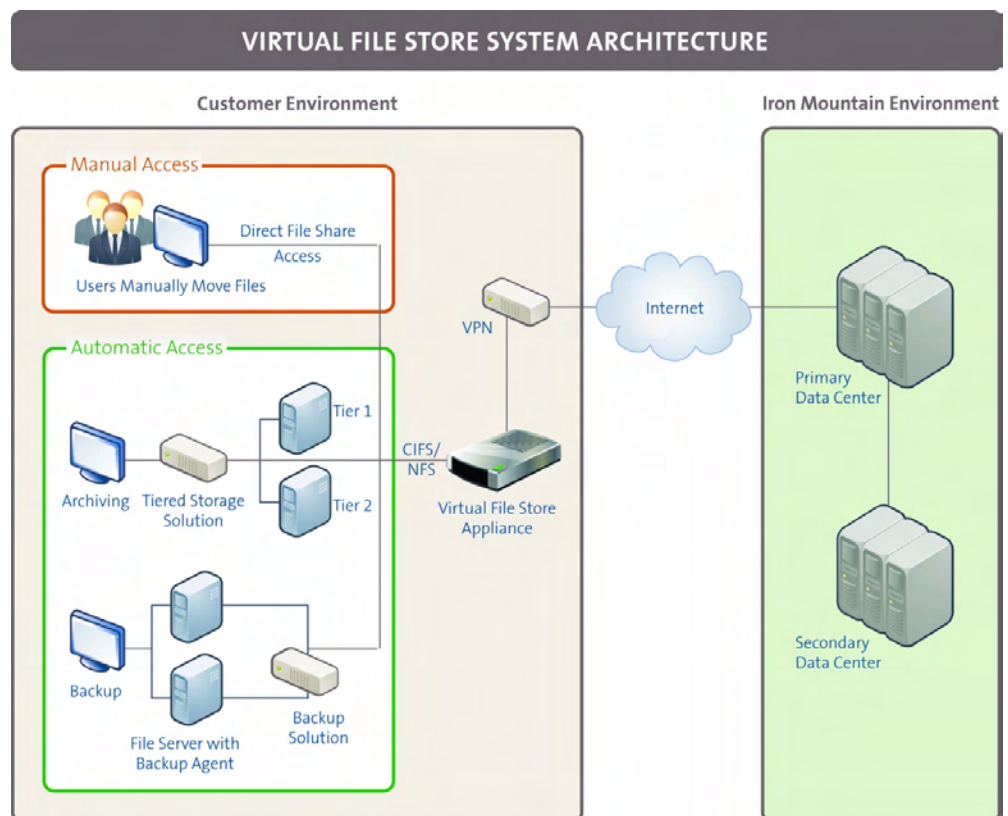 VIRTUAL FILE STORE SYSTEM ARCHITECTURE
Customer Environment
Iron Mountain Environment
Manual Access
Direct File Share
Access
Users Manually Move Files
VPN
Internet
Primary
Data Center
Automatic Access
Tier 1
Archiving
Tiered Storage
Solution
Tier 2
CIFS/
NFS
Virtual File Store
Appliance
Secondary
Data Center
Backup
File Server with
Backup Agent
Backup
Solution